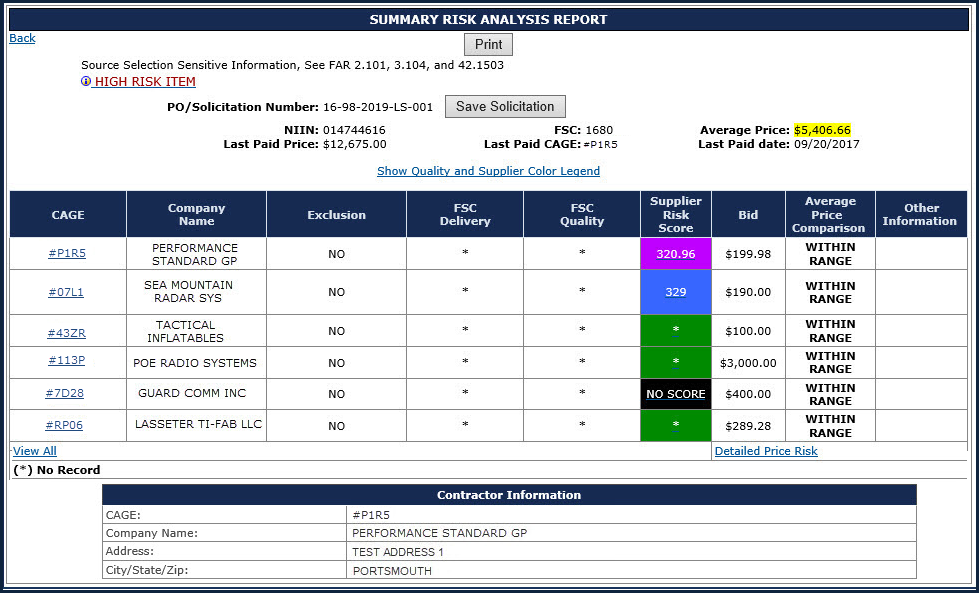 SUMMARY RISK ANALYSIS REPORT
Back
Print
Source Selection Sensitive Information, See FAR 2.101, 3.104, and 42.1503
HIGH RISK ITEM
PO/Solicitation Number: 16-98-2019-LS-001 Save Solicitation
NIIN: 014744616 FSC: 1680 Average Price: $5,406.66
Last Paid Price: $12,675.00 Last Paid CAGE: #P1R5 Last Paid date: 09/20/2017
Show Quality and Supplier Color Legend
CAGE Company Name Exclusion FSC Delivery FSC Quality Supplier Risk Score Bid Average Price Comparison Other Information
#P1R5 PERFORMANCE STANDARD GP NO * * 320.96 $199.98 WITHIN RANGE
#07L1 SEA MOUNTAIN RADAR SYS NO * * 329 $190.00 WITHIN RANGE
#43ZR TACTICAL INFLATABLES NO * * * $100.00 WITHIN RANGE
#113P POE RADIO SYSTEMS NO * * * $3,000.00 WITHIN RANGE
#7D28 GUARD COMM INC NO * * NO SCORE $400.00 WITHIN RANGE
#RP06 LASSETER TI-FAB LLC NO * * * $289.28 WITHIN RANGE
View All Detailed Price Risk
(*) No Record
Contractor Information
CAGE: #P1R5
Company Name: PERFORMANCE STANDARD GP
Address: TEST ADDRESS 1
City/State/Zip: PORTSMOUTH